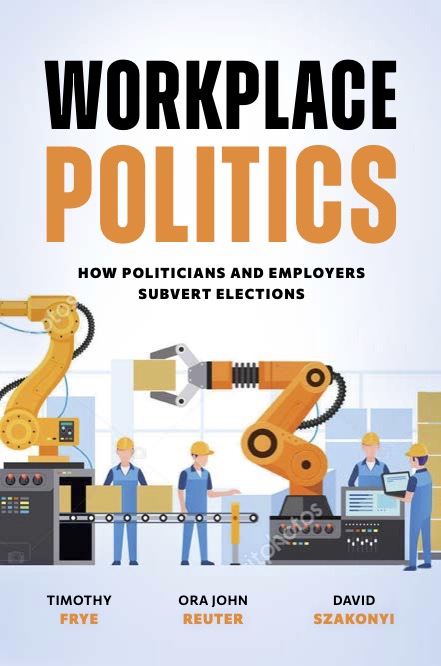 WORKPLACE
POLITICS
HOW POLITICIANS AND EMPLOYERS
SUBVERT ELECTIONS
TIMOTHY
FRYE
ORA JOHN
REUTER
DAVID
SZAKONYI